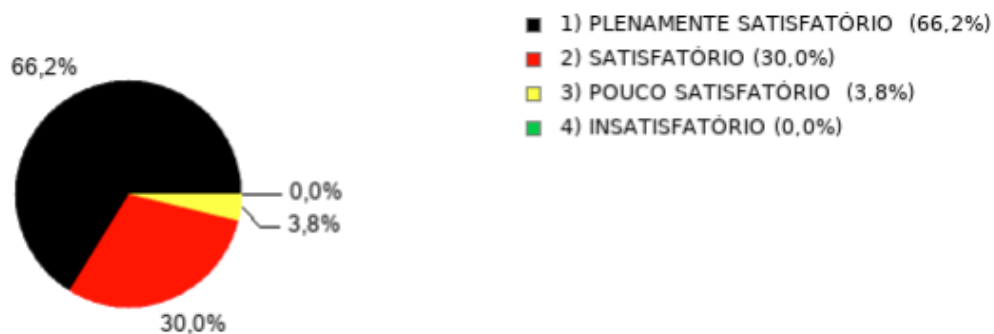 1) PLENAMENTE SATISFATÓRIO (66,2%)
2) SATISFATÓRIO (30,0%)
3) POUCO SATISFATÓRIO (3,8%)
4) INSATISFATÓRIO (0,0%)
66,2%
0,0%
3,8%
30,0%